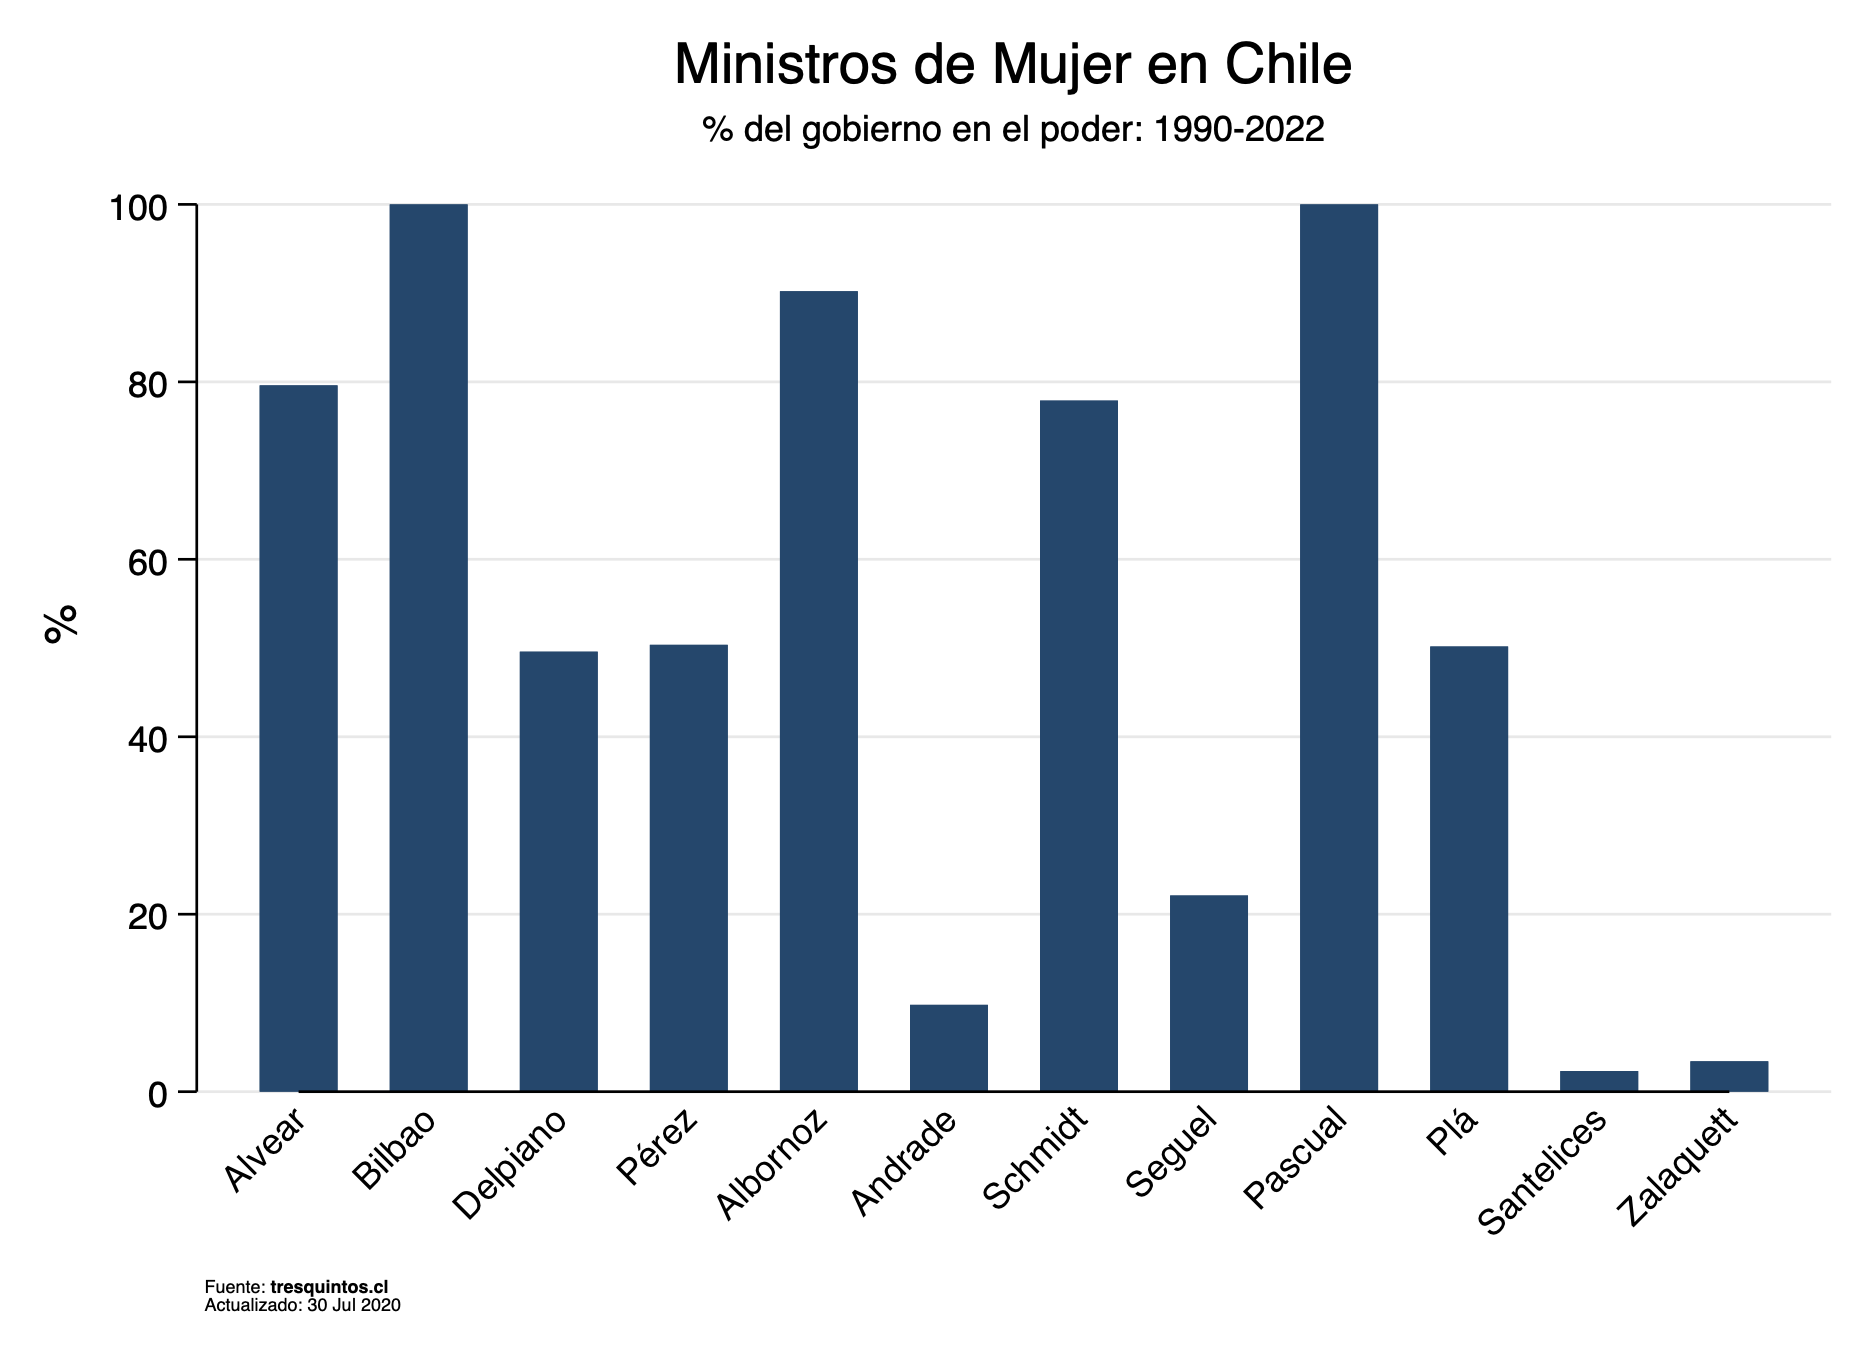 Ministros de Mujer en Chile
% del gobierno en el poder: 1990-2022
100
80
60
40
20
0
%
Alvear
Bilbao
Delpiano
Pérez
Albornoz
Andrade
Schmidt
Seguel
Pascual
Plá
Santelices
Zalaquett
Fuente: tresquintos.cl
Actualizado: 30 Jul 2020